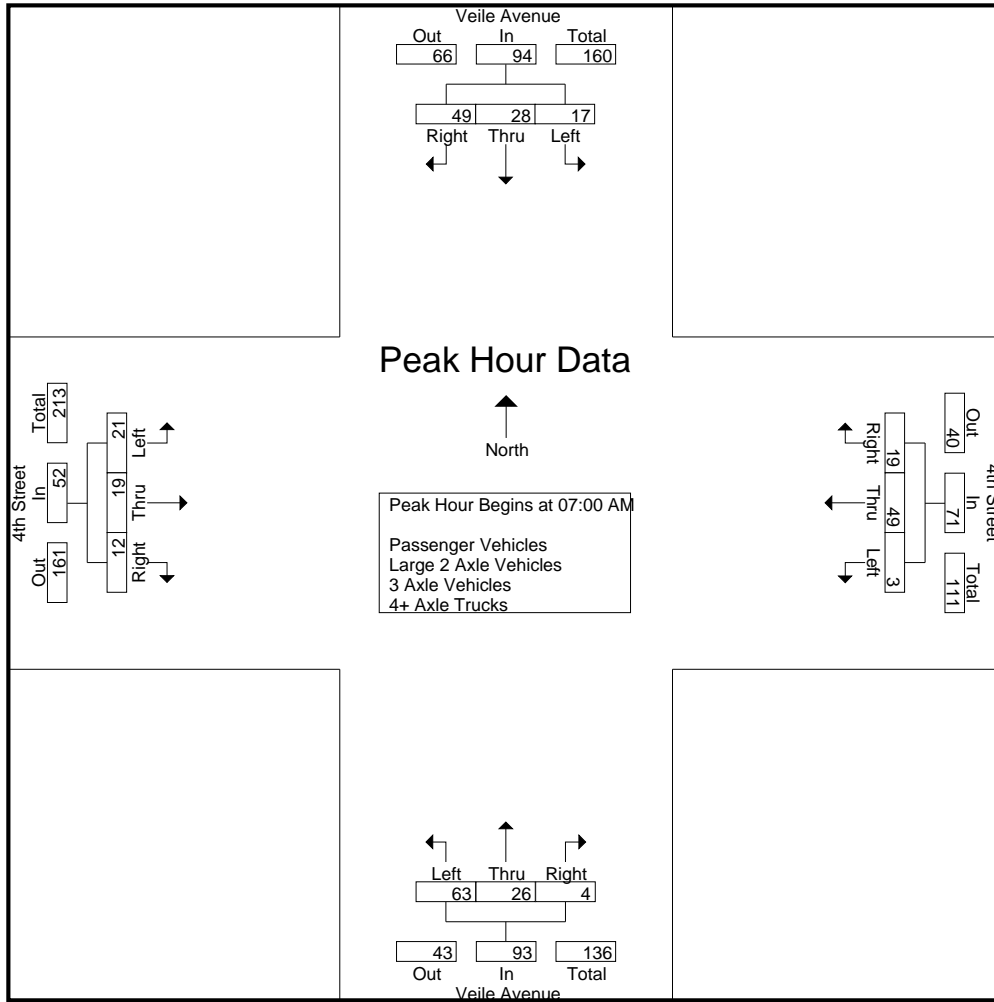 Veile Avenue
Out In Total
66 94 160
49 28 17
Right Thru Left
Peak Hour Data
North
Peak Hour Begins at 07:00 AM
Passenger Vehicles
Large 2 Axle Vehicles
3 Axle Vehicles
4+ Axle Trucks
4th Street
Out In Total
161 52 213
Left Thru Right
21 19 12
Right Thru Left
19 49 3
Out In Total
40 71 111
4th Street
Left Thru Right
63 26 4
43 93 136
Out In Total
Veile Avenue